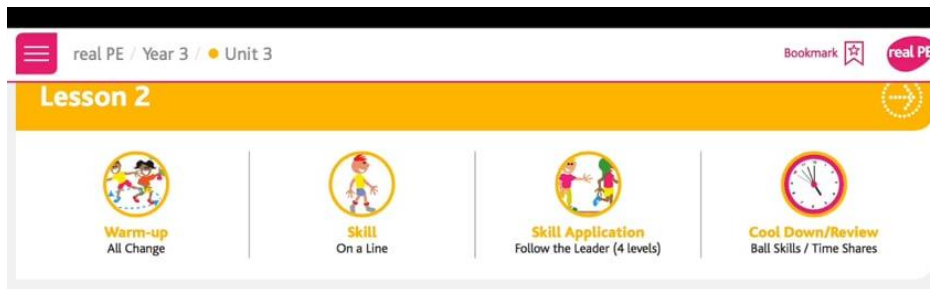 real PE / Year 3 / Unit 3
Bookmark
real PE
Lesson 2
Warm-up
All Change
Skill
On a Line
Skill Application
Follow the Leader (4 levels)
Cool Down/Review
Ball Skills / Time Shares